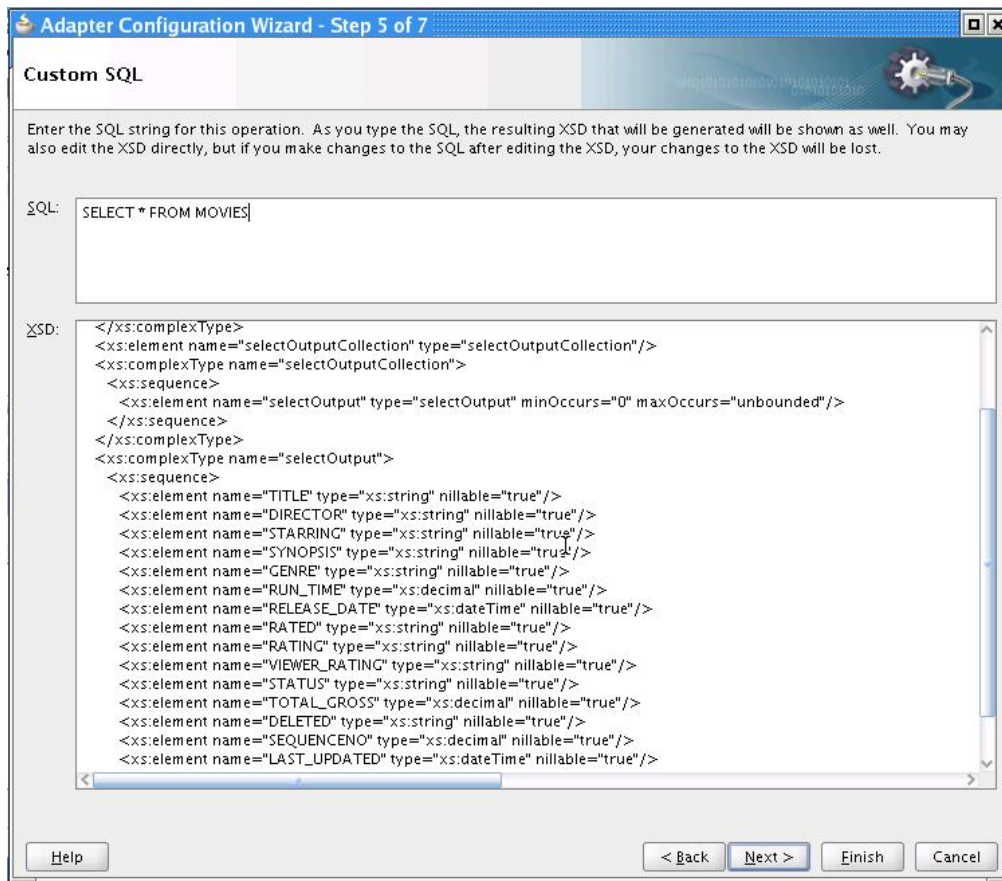 Adapter Configuration Wizard - Step 5 of 7
Custom SQL
Enter the SQL string for this operation. As you type the SQL, the resulting XSD that will be generated will be shown as well. You may
also edit the XSD directly, but if you make changes to the SQL after editing the XSD, your changes to the XSD will be lost.
SQL:
SELECT * FROM MOVIES
XSD:
</xs:complexType>
<xs:element name="selectOutputCollection" type="selectOutputCollection"/>
<xs:complexType name="selectOutputCollection">
<xs:sequence>
<xs:element name="selectOutput" type="selectOutput" minOccurs="0" maxOccurs="unbounded"/>
</xs:sequence>
</xs:complexType>
<xs:complexType name="selectOutput">
<xs:sequence>
<xs:element name="TITLE" type="xs:string" nillable="true"/>
<xs:element name="DIRECTOR" type="xs:string" nillable="true"/>
<xs:element name="STARRING" type="xs:string" nillable="true"/>
<xs:element name="SYNOPSIS" type="xs:string" nillable="true"/>
<xs:element name="GENRE" type="xs:string" nillable="true"/>
<xs:element name="RUN_TIME" type="xs:decimal" nillable="true"/>
<xs:element name="RELEASE_DATE" type="xs:dateTime" nillable="true"/>
<xs:element name="RATED" type="xs:string" nillable="true"/>
<xs:element name="RATING" type="xs:string" nillable="true"/>
<xs:element name="VIEWER_RATING" type="xs:string" nillable="true"/>
<xs:element name="STATUS" type="xs:string" nillable="true"/>
<xs:element name="TOTAL_GROSS" type="xs:decimal" nillable="true"/>
<xs:element name="DELETED" type="xs:string" nillable="true"/>
<xs:element name="SEQUENCENO" type="xs:decimal" nillable="true"/>
<xs:element name="LAST_UPDATED" type="xs:dateTime" nillable="true"/>
Help
< Back
Next >
Finish
Cancel